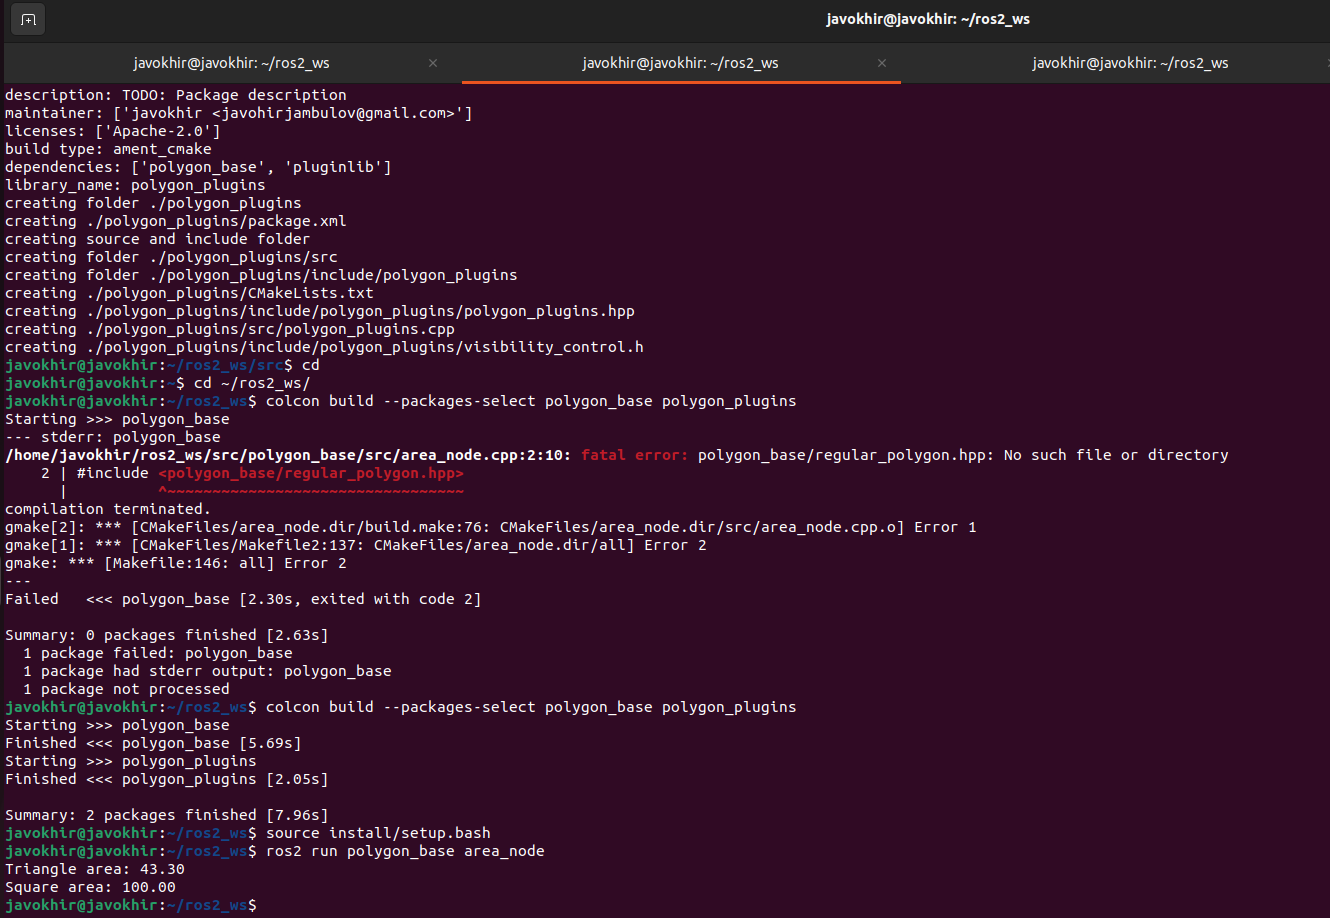 javokhir@javokhir: ~/ros2_ws
javokhir@javokhir: ~/ros2_ws × javokhir@javokhir: ~/ros2_ws × javokhir@javokhir: ~/ros2_ws
description: TODO: Package description
maintainer: ['javokhir <javohirjambulov@gmail.com>']
licenses: ['Apache-2.0']
build type: ament_cmake
dependencies: ['polygon_base', 'pluginlib']
library_name: polygon_plugins
creating folder ./polygon_plugins
creating ./polygon_plugins/package.xml
creating source and include folder
creating folder ./polygon_plugins/src
creating folder ./polygon_plugins/include/polygon_plugins
creating ./polygon_plugins/CMakeLists.txt
creating ./polygon_plugins/include/polygon_plugins/polygon_plugins.hpp
creating ./polygon_plugins/src/polygon_plugins.cpp
creating ./polygon_plugins/include/polygon_plugins/visibility_control.h
javokhir@javokhir:~/ros2_ws/src$ cd
javokhir@javokhir:~$ cd ~/ros2_ws/
javokhir@javokhir:~/ros2_ws$ colcon build --packages-select polygon_base polygon_plugins
Starting >>> polygon_base
--- stderr: polygon_base
/home/javokhir/ros2_ws/src/polygon_base/src/area_node.cpp:2:10: fatal error: polygon_base/regular_polygon.hpp: No such file or directory
    2 | #include <polygon_base/regular_polygon.hpp>
      |          ^~~~~~~~~~~~~~~~~~~~~~~~~~~~~~~~~~
compilation terminated.
gmake[2]: *** [CMakeFiles/area_node.dir/build.make:76: CMakeFiles/area_node.dir/src/area_node.cpp.o] Error 1
gmake[1]: *** [CMakeFiles/Makefile2:137: CMakeFiles/area_node.dir/all] Error 2
gmake: *** [Makefile:146: all] Error 2
---
Failed   <<< polygon_base [2.30s, exited with code 2]
Summary: 0 packages finished [2.63s]
  1 package failed: polygon_base
  1 package had stderr output: polygon_base
  1 package not processed
javokhir@javokhir:~/ros2_ws$ colcon build --packages-select polygon_base polygon_plugins
Starting >>> polygon_base
Finished <<< polygon_base [5.69s]
Starting >>> polygon_plugins
Finished <<< polygon_plugins [2.05s]
Summary: 2 packages finished [7.96s]
javokhir@javokhir:~/ros2_ws$ source install/setup.bash
javokhir@javokhir:~/ros2_ws$ ros2 run polygon_base area_node
Triangle area: 43.30
Square area: 100.00
javokhir@javokhir:~/ros2_ws$